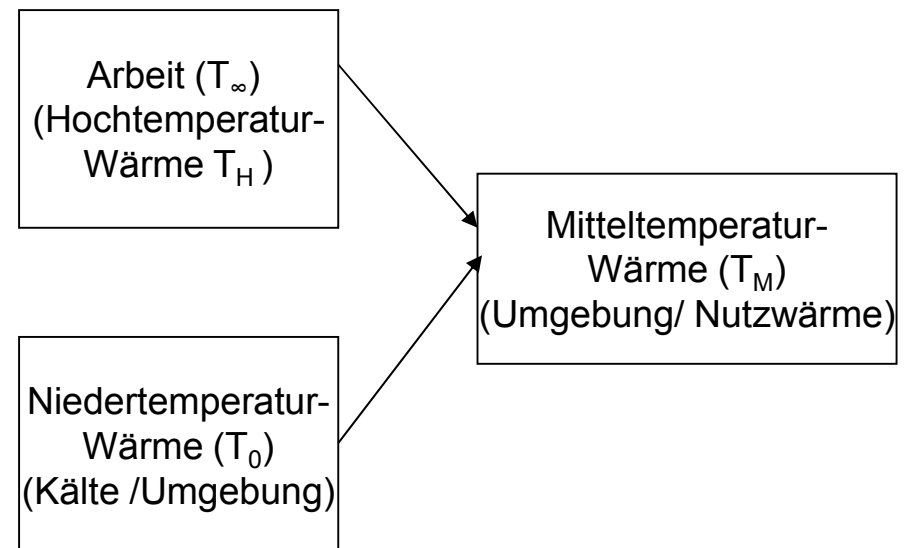 Arbeit (T∞)
(Hochtemperatur-
Wärme TH )
Mitteltemperatur-
Wärme (TM)
(Umgebung/ Nutzwärme)
Niedertemperatur-
Wärme (T0)
(Kälte /Umgebung)